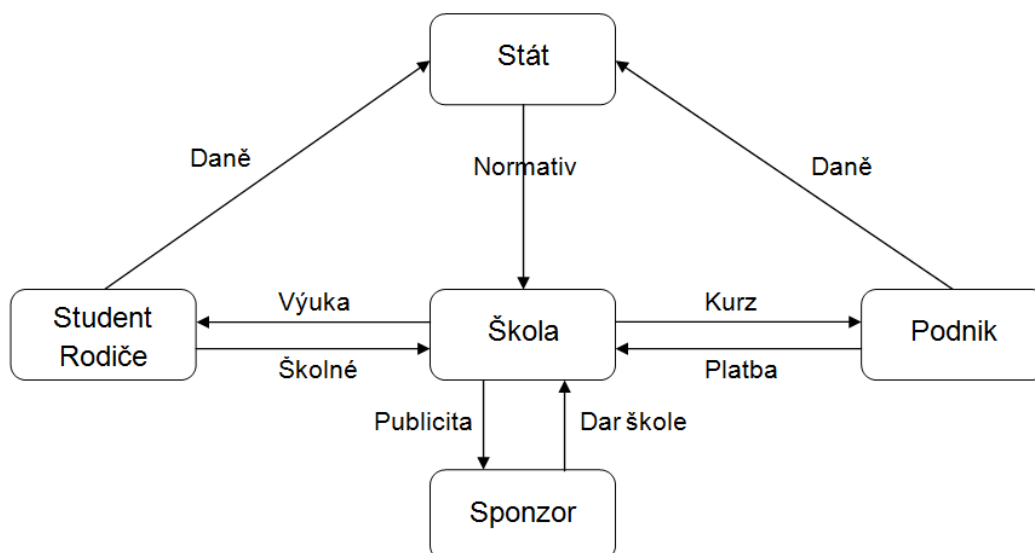 Stát
Daně
Normativ
Daně
Student
Rodiče
Výuka
Školné
Škola
Kurz
Platba
Podnik
Publicita
Dar škole
Sponzor